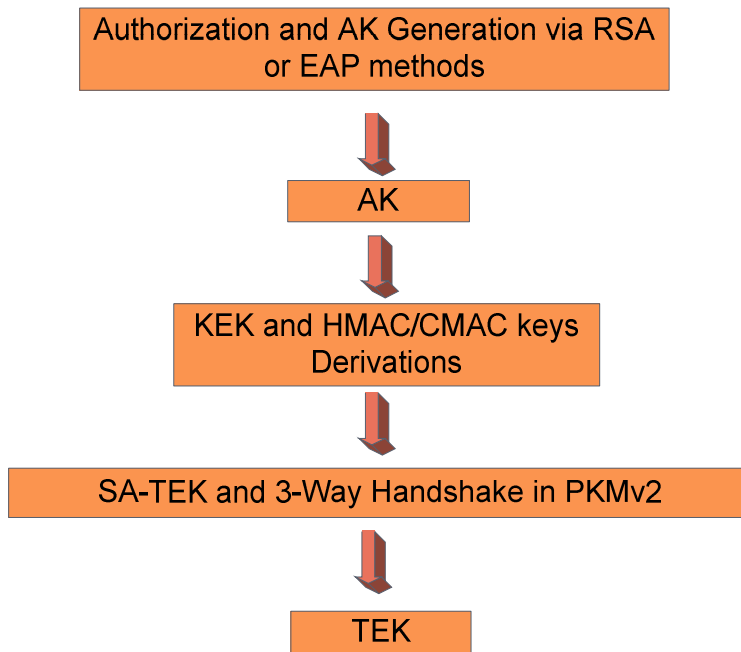 Authorization and AK Generation via RSA
or EAP methods
AK
KEK and HMAC/CMAC keys
Derivations
SA-TEK and 3-Way Handshake in PKMv2
TEK